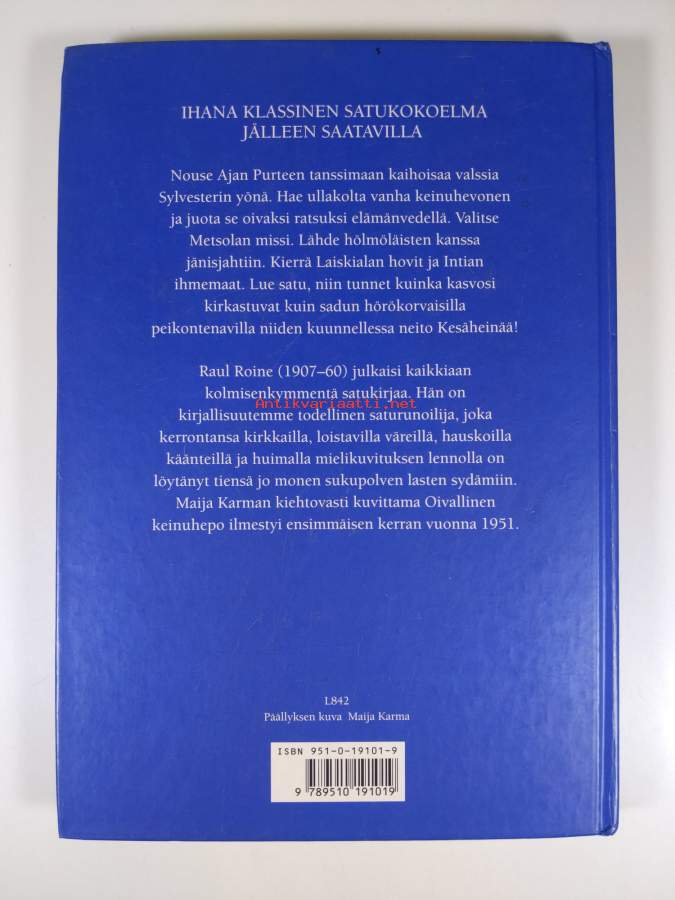 IHANA KLASSINEN SATUKOKOELMA
JÄLLEEN SAATAVILLA
Nouse Ajan Purteen tanssimaan kaihoisaa valssia
Sylvesterin yönä. Hae ullakolta vanha keinuhevonen
ja juota se oivaksi ratsuksi elämänvedellä. Valitse
Metsolan missi. Lähde hölmöläisten kanssa
jänisjahtiin. Kierrä Laiskialan hovit ja Intian
ihmemaat. Lue satu, niin tunnet kuinka kasvosi
kirkastuvat kuin sadun hörökorvaisilla
peikontenavilla niiden kuunnellessa neito Kesäheinää!
Raul Roine (1907–60) julkaisi kaikkiaan
kolmisenkymmentä satukirjaa. Hän on
Antikvariaatti.net
kirjallisuutemme todellinen saturunoilija, joka
kerrontansa kirkkailla, loistavilla väreillä, hauskoilla
käänteillä ja huimalla mielikuvituksen lennolla on
löytänyt tiensä jo monen sukupolven lasten sydämiin.
Maija Karman kiehtovasti kuvittama Oivallinen
keinuhepo ilmestyi ensimmäisen kerran vuonna 1951.
L842
Päällyksen kuva Maija Karma
ISBN 951-0-19101-9
9 789510 191019